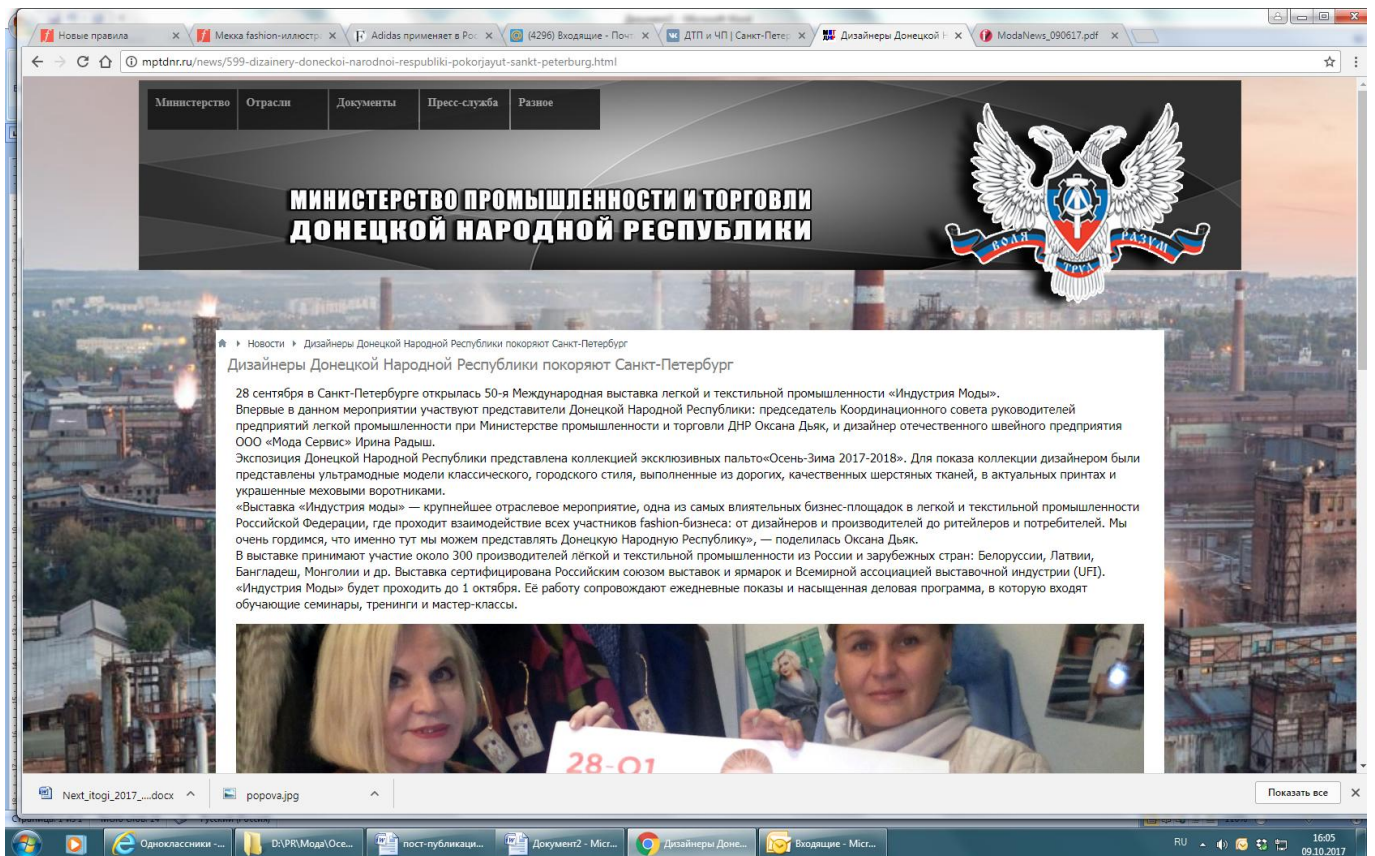 Новые правила
Мекка fashion-иллюстра
Adidas применяет в Рос
(4296) Входящие - Почт
ДТП и ЧП | Санкт-Петер
Дизайнеры Донецкой Н
ModaNews_090617.pdf
mptdnr.ru/news/599-dizainery-doneckoi-narodnoi-respubliki-pokorjayut-sankt-peterburg.html
Министерство Отрасли Документы Пресс-служба Разное
МИНИСТЕРСТВО ПРОМЫШЛЕННОСТИ И ТОРГОВЛИ
ДОНЕЦКОЙ НАРОДНОЙ РЕСПУБЛИКИ
ВОЛЯ ТРУД РАЗУМ
Новости Дизайнеры Донецкой Народной Республики покоряют Санкт-Петербург
Дизайнеры Донецкой Народной Республики покоряют Санкт-Петербург
28 сентября в Санкт-Петербурге открылась 50-я Международная выставка легкой и текстильной промышленности «Индустрия Моды».
Впервые в данном мероприятии участвуют представители Донецкой Народной Республики: председатель Координационного совета руководителей
предприятий легкой промышленности при Министерстве промышленности и торговли ДНР Оксана Дьяк, и дизайнер отечественного швейного предприятия
ООО «Мода Сервис» Ирина Радыш.
Экспозиция Донецкой Народной Республики представлена коллекцией эксклюзивных пальто«Осень-Зима 2017-2018». Для показа коллекции дизайнером были
представлены ультрамодные модели классического, городского стиля, выполненные из дорогих, качественных шерстяных тканей, в актуальных принтах и
украшенные меховыми воротниками.
«Выставка «Индустрия моды» — крупнейшее отраслевое мероприятие, одна из самых влиятельных бизнес-площадок в легкой и текстильной промышленности
Российской Федерации, где проходит взаимодействие всех участников fashion-бизнеса: от дизайнеров и производителей до ритейлеров и потребителей. Мы
очень гордимся, что именно тут мы можем представлять Донецкую Народную Республику», — поделилась Оксана Дьяк.
В выставке принимают участие около 300 производителей лёгкой и текстильной промышленности из России и зарубежных стран: Белоруссии, Латвии,
Бангладеш, Монголии и др. Выставка сертифицирована Российским союзом выставок и ярмарок и Всемирной ассоциацией выставочной индустрии (UFI).
«Индустрия Моды» будет проходить до 1 октября. Её работу сопровождают ежедневные показы и насыщенная деловая программа, в которую входят
обучающие семинары, тренинги и мастер-классы.
28-01
Next_itogi_2017_....docx
popova.jpg
Показать все
Одноклассники -...
D:\PR\Мода\Осе...
пост-публикаци...
Документ2 - Micr...
Дизайнеры Доне...
Входящие - Micr...
RU
16:05
09.10.2017